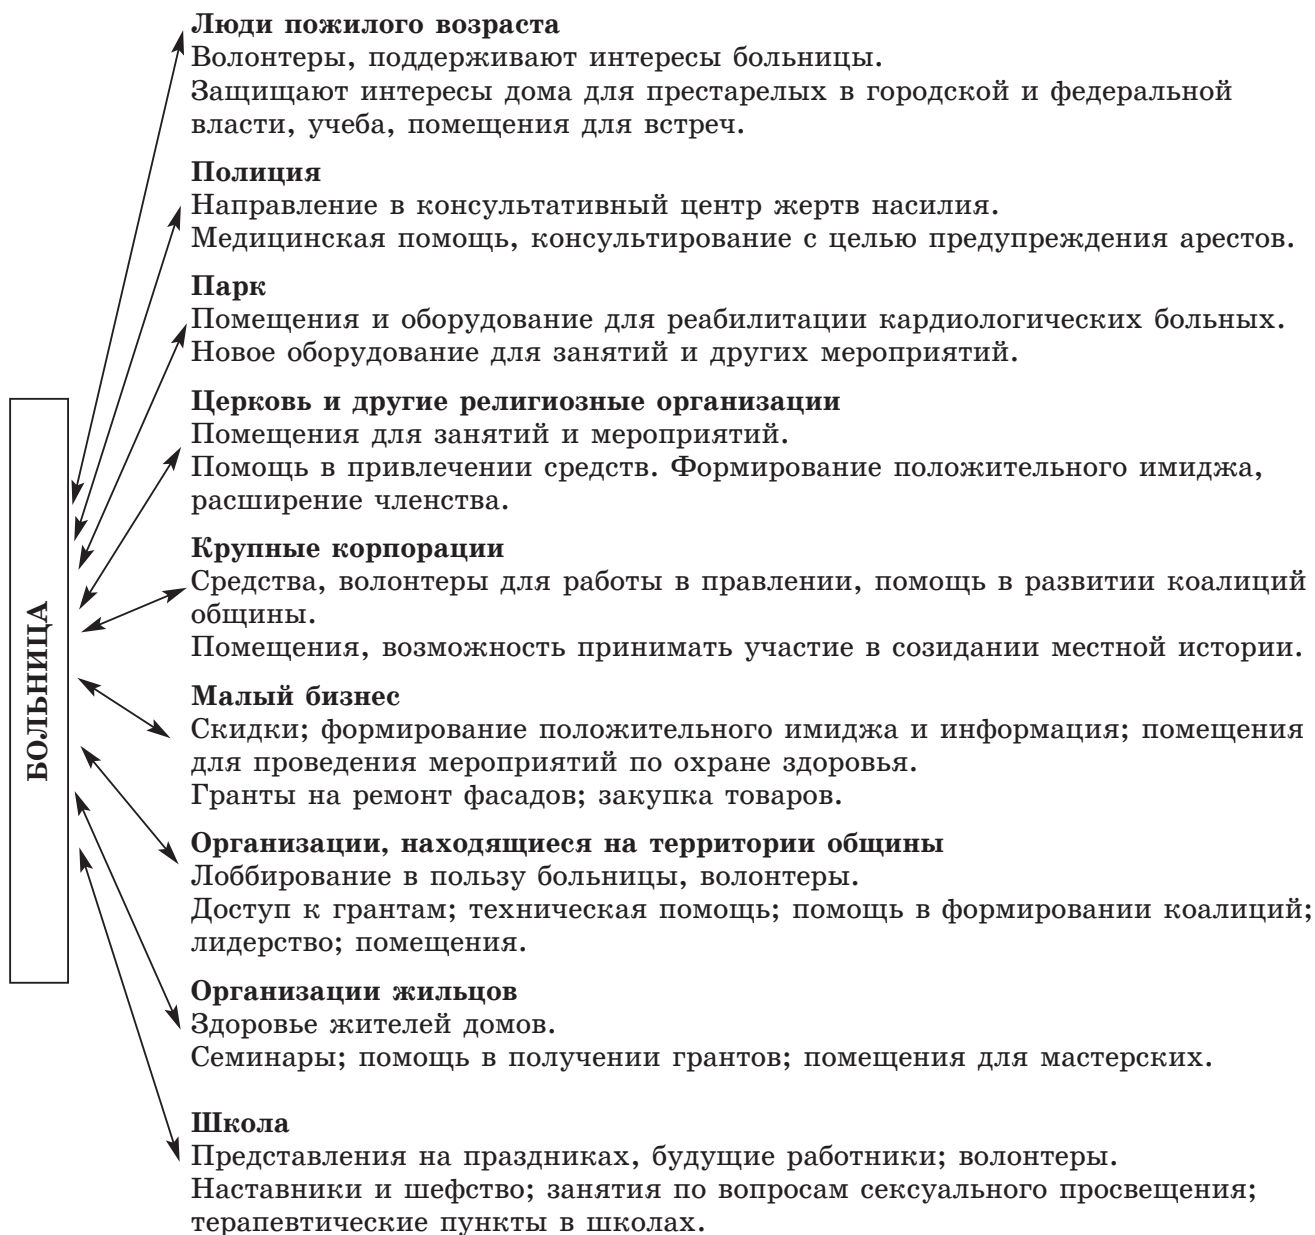 Люди пожилого возраста
Волонтеры, поддерживают интересы больницы.
Защищают интересы дома для престарелых в городской и федеральной
власти, учеба, помещения для встреч.
Полиция
Направление в консультативный центр жертв насилия.
Медицинская помощь, консультирование с целью предупреждения арестов.
Парк
Помещения и оборудование для реабилитации кардиологических больных.
Новое оборудование для занятий и других мероприятий.
Церковь и другие религиозные организации
Помещения для занятий и мероприятий.
Помощь в привлечении средств. Формирование положительного имиджа,
расширение членства.
Крупные корпорации
Средства, волонтеры для работы в правлении, помощь в развитии коалиций
общины.
Помещения, возможность принимать участие в созидании местной истории.
БОЛЬНИЦА
Малый бизнес
Скидки; формирование положительного имиджа и информация; помещения
для проведения мероприятий по охране здоровья.
Гранты на ремонт фасадов; закупка товаров.
Организации, находящиеся на территории общины
Лоббирование в пользу больницы, волонтеры.
Доступ к грантам; техническая помощь; помощь в формировании коалиций;
лидерство; помещения.
Организации жильцов
Здоровье жителей домов.
Семинары; помощь в получении грантов; помещения для мастерских.
Школа
Представления на праздниках, будущие работники; волонтеры.
Наставники и шефство; занятия по вопросам сексуального просвещения;
терапевтические пункты в школах.